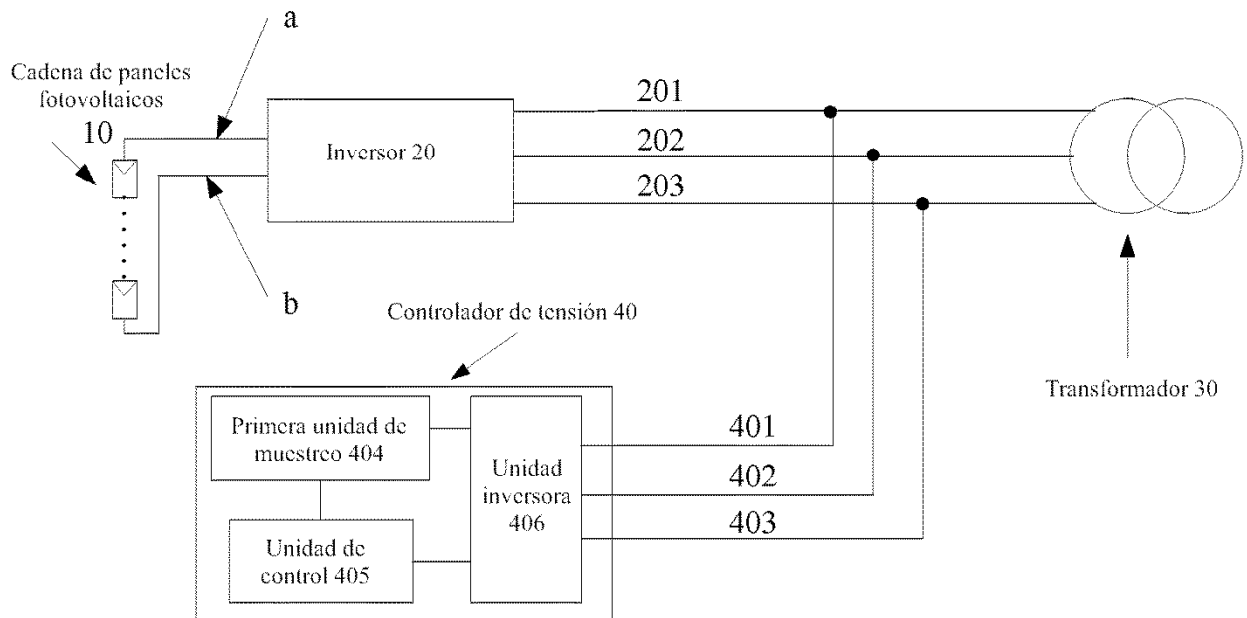 a
Cadena de paneles
fotovoltaicos
10
Inversor 20
201
202
203
b
Controlador de tensión 40
Transformador 30
Primera unidad de
muestreo 404
Unidad
inversora
406
Unidad de
control 405
401
402
403